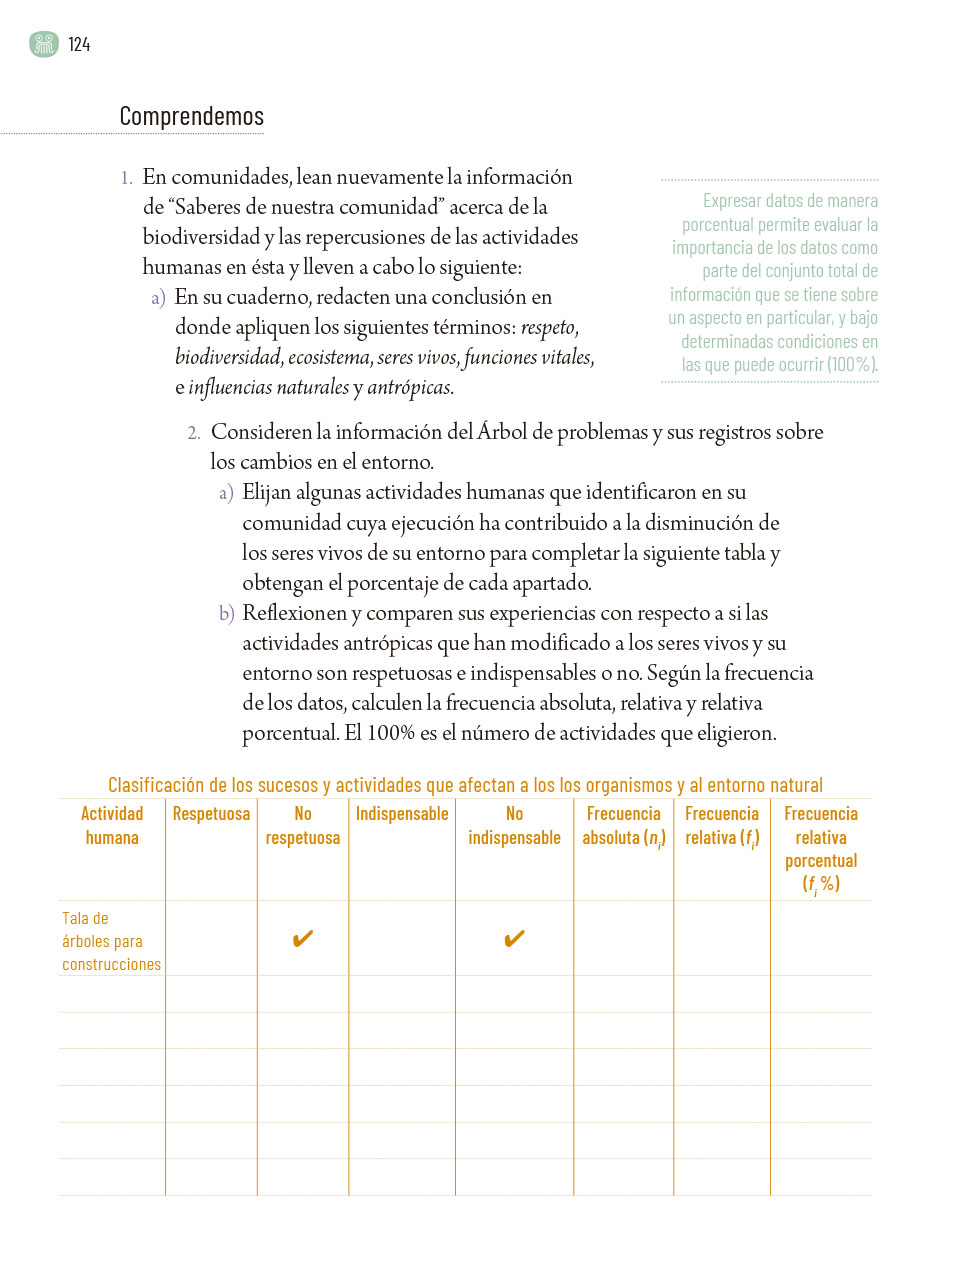 124
Comprendemos
1. En comunidades, lean nuevamente la información
de “Saberes de nuestra comunidad” acerca de la
biodiversidad y las repercusiones de las actividades
humanas en ésta y lleven a cabo lo siguiente:
a) En su cuaderno, redacten una conclusión en
donde apliquen los siguientes términos: respeto,
biodiversidad, ecosistema, seres vivos, funciones vitales,
e influencias naturales y antrópicas.
Expresar datos de manera
porcentual permite evaluar la
importancia de los datos como
parte del conjunto total de
información que se tiene sobre
un aspecto en particular, y bajo
determinadas condiciones en
las que puede ocurrir (100%).
2. Consideren la información del Árbol de problemas y sus registros sobre
los cambios en el entorno.
a) Elijan algunas actividades humanas que identificaron en su
comunidad cuya ejecución ha contribuido a la disminución de
los seres vivos de su entorno para completar la siguiente tabla y
obtengan el porcentaje de cada apartado.
b) Reflexionen y comparen sus experiencias con respecto a si las
actividades antrópicas que han modificado a los seres vivos y su
entorno son respetuosas e indispensables o no. Según la frecuencia
de los datos, calculen la frecuencia absoluta, relativa y relativa
porcentual. El 100% es el número de actividades que eligieron.
Clasificación de los sucesos y actividades que afectan a los los organismos y al entorno natural
Actividad
humana
Respetuosa
No
respetuosa
Indispensable
No
indispensable
Frecuencia
absoluta (ni)
Frecuencia
relativa (fi)
Frecuencia
relativa
porcentual
(fi %)
Tala de
árboles para
construcciones
✔ ✔